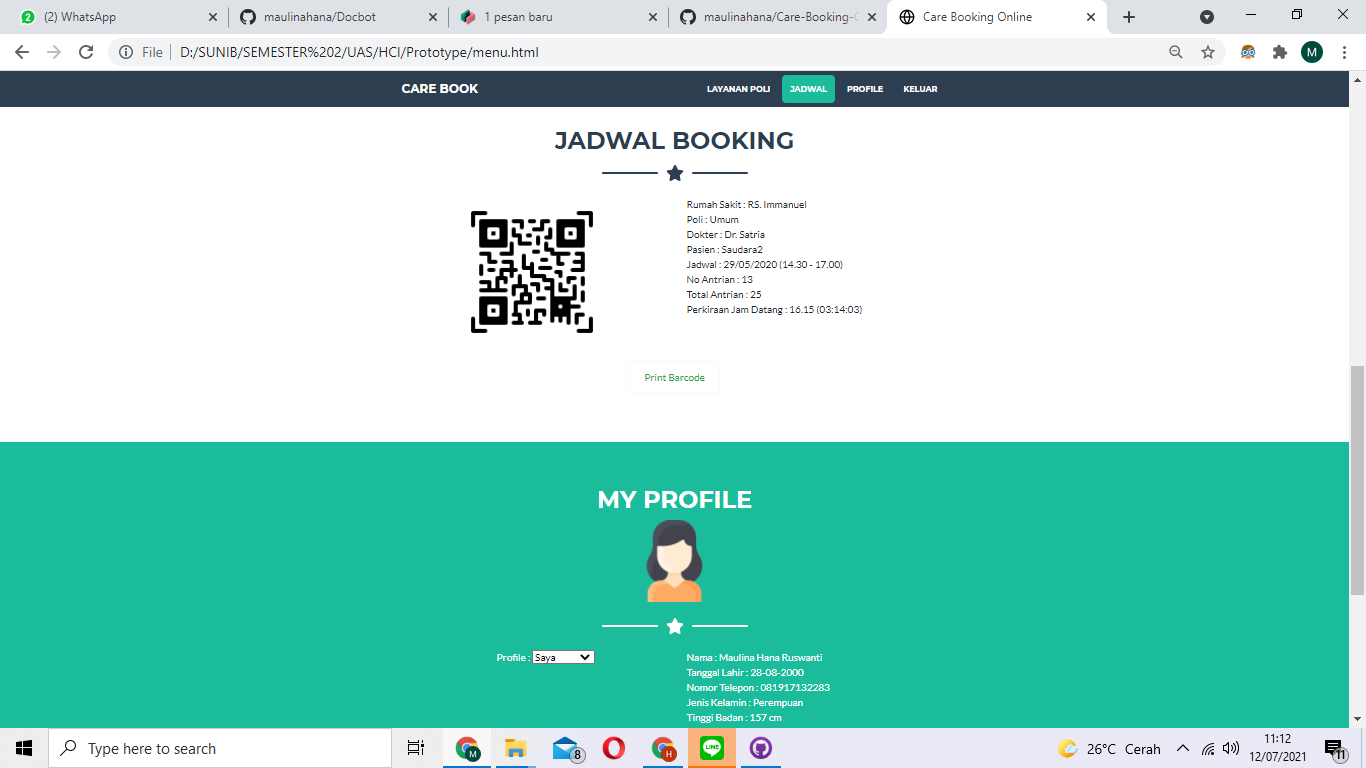 (2) WhatsApp
maulinahana/Docbot
1 pesan baru
maulinahana/Care-Booking-
Care Booking Online
File
D:/SUNIB/SEMESTER%202/UAS/HCI/Prototype/menu.html
M
CARE BOOK
LAYANAN POLI
JADWAL
PROFILE
KELUAR
JADWAL BOOKING
Rumah Sakit : RS. Immanuel
Poli : Umum
Dokter : Dr. Satria
Pasien : Saudara2
Jadwal : 29/05/2020 (14.30 - 17.00)
No Antrian : 13
Total Antrian : 25
Perkiraan Jam Datang : 16.15 (03:14:03)
Print Barcode
MY PROFILE
Profile : Saya
Nama : Maulina Hana Ruswanti
Tanggal Lahir : 28-08-2000
Nomor Telepon : 081917132283
Jenis Kelamin : Perempuan
Tinggi Badan : 157 cm
Type here to search
M
8
H
LINE
26°C Cerah
11:12
12/07/2021
11